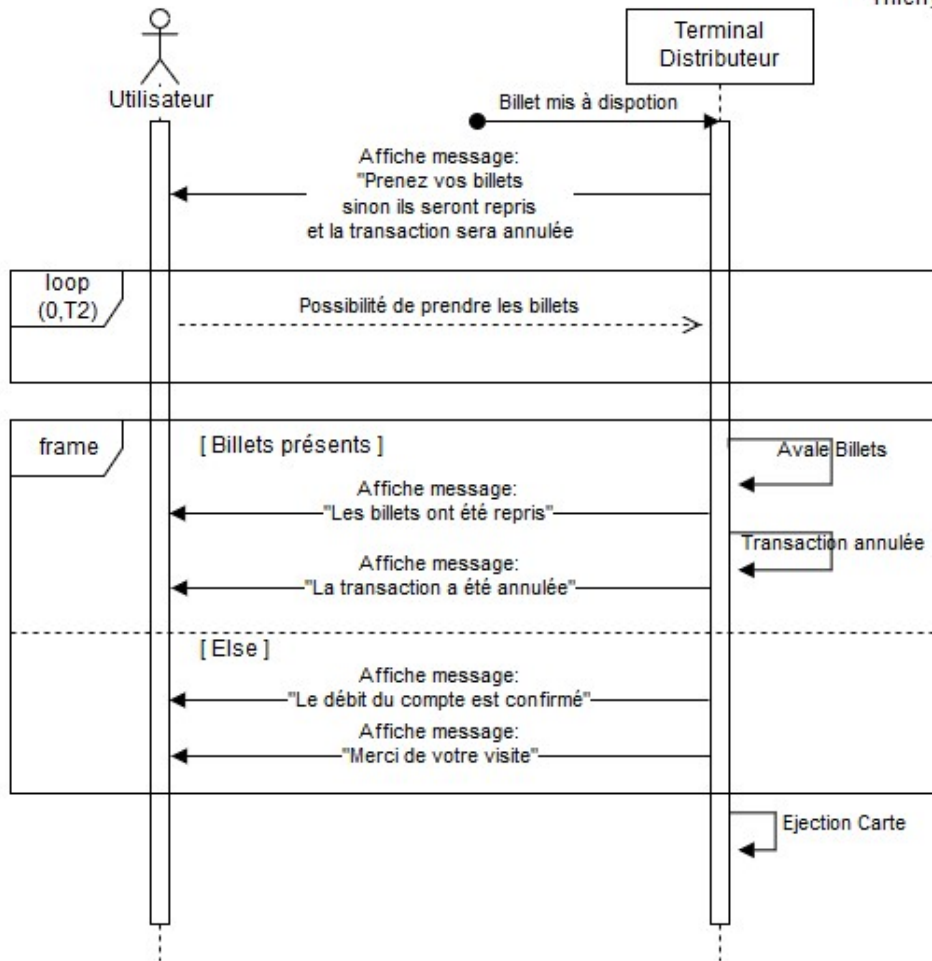 Thierry
Terminal
Distributeur
Utilisateur
Billet mis à dispotion
Affiche message:
"Prenez vos billets
sinon ils seront repris
et la transaction sera annulée
loop
(0,T2)
Possibilité de prendre les billets
frame
[ Billets présents ]
Avale Billets
Affiche message:
"Les billets ont été repris"
Transaction annulée
Affiche message:
"La transaction a été annulée"
[ Else ]
Affiche message:
"Le débit du compte est confirmé"
Affiche message:
"Merci de votre visite"
Ejection Carte